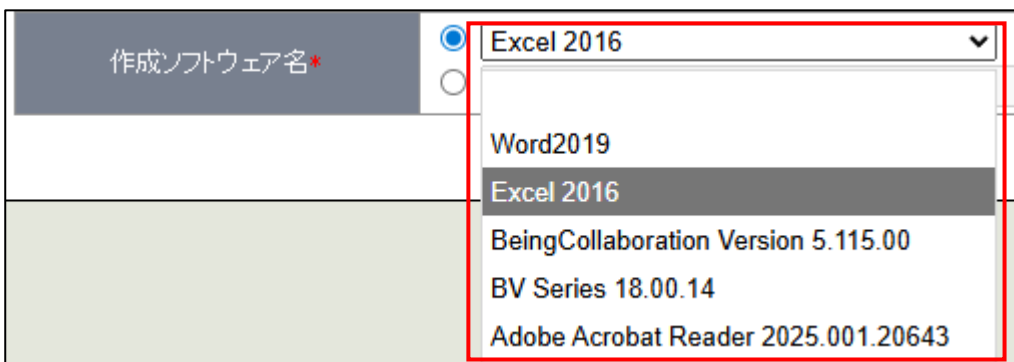 作成ソフトウェア名*
Excel 2016
Word2019
Excel 2016
BeingCollaboration Version 5.115.00
BV Series 18.00.14
Adobe Acrobat Reader 2025.001.20643